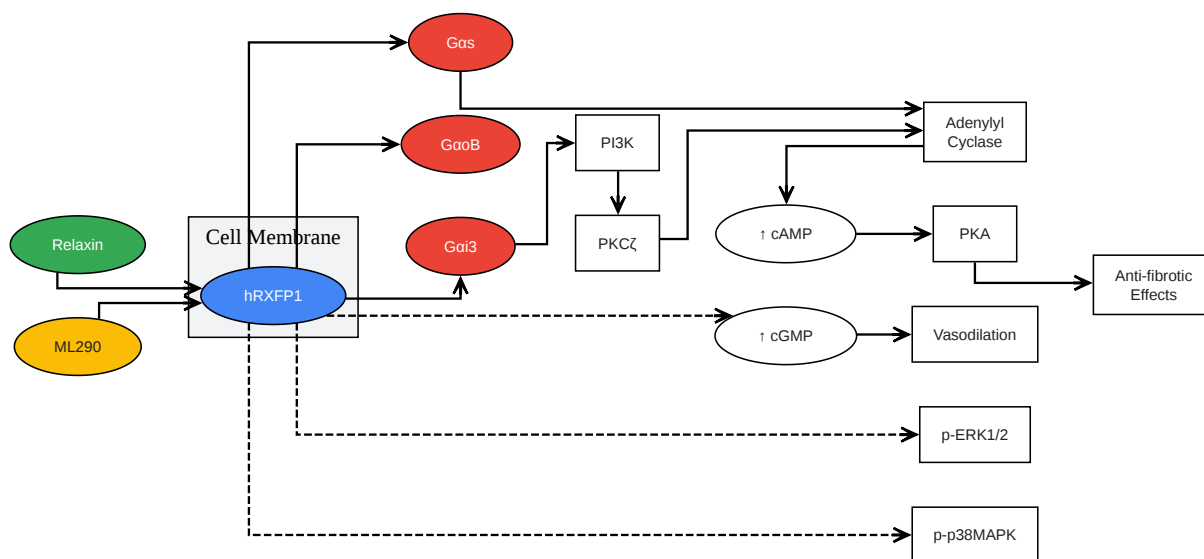 Gαs
Adenylyl
Cyclase
GαoB
PI3K
Relaxin
Cell Membrane
Gαi3
PKCζ
↑ cAMP
PKA
hRXFP1
Anti-fibrotic
Effects
ML290
↑ cGMP
Vasodilation
p-ERK1/2
p-p38MAPK